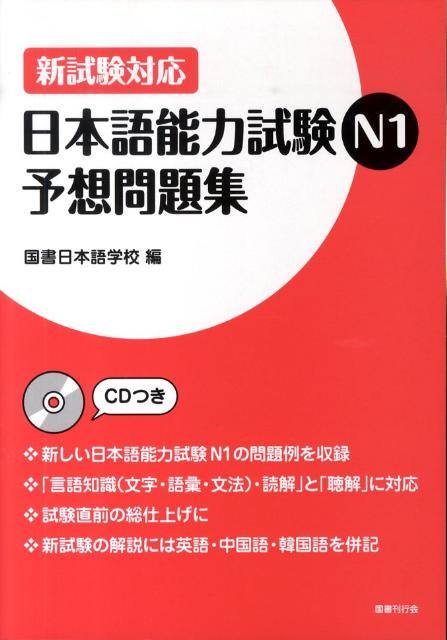 新試験対応
日本語能力試験 N1
予想問題集
国書日本語学校 編
CDつき
❖新しい日本語能力試験N1の問題例を収録
❖「言語知識（文字・語彙・文法）・読解」と「聴解」に対応
❖試験直前の総仕上げに
❖新試験の解説には英語・中国語・韓国語を併記
国書刊行会